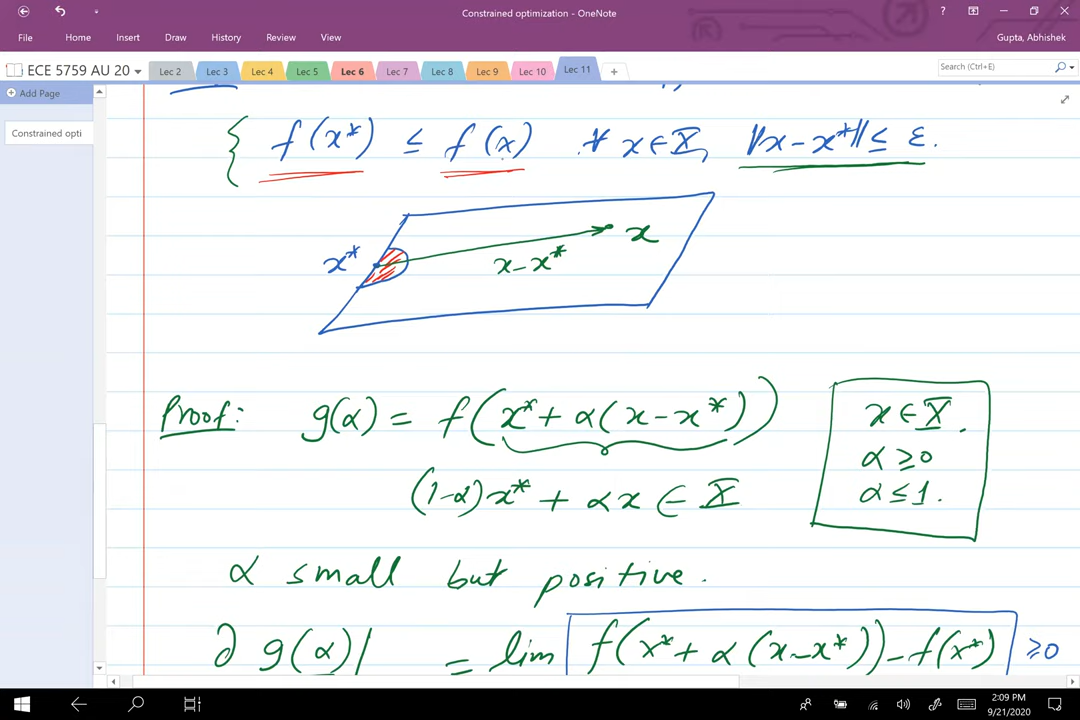 Constrained optimization - OneNote
?
Gupta, Abhishek
File Home Insert Draw History Review View
ECE 5759 AU 20 Lec 2 Lec 3 Lec 4 Lec 5 Lec 6 Lec 7 Lec 8 Lec 9 Lec 10 Lec 11 +
Search (Ctrl+E)
Add Page
Constrained opti
{ f(x*) ≤ f(x) ∀ x ∈ X, ||x - x*|| ≤ ε.
x*
x - x*
x
Proof: g(α) = f(x* + α(x - x*))
(1-α)x* + αx ∈ X
x ∈ X.
α ≥ 0
α ≤ 1.
α small but positive.
∂ g(α)| = lim f(x* + α(x - x*)) - f(x*) ≥ 0
2:09 PM
9/21/2020